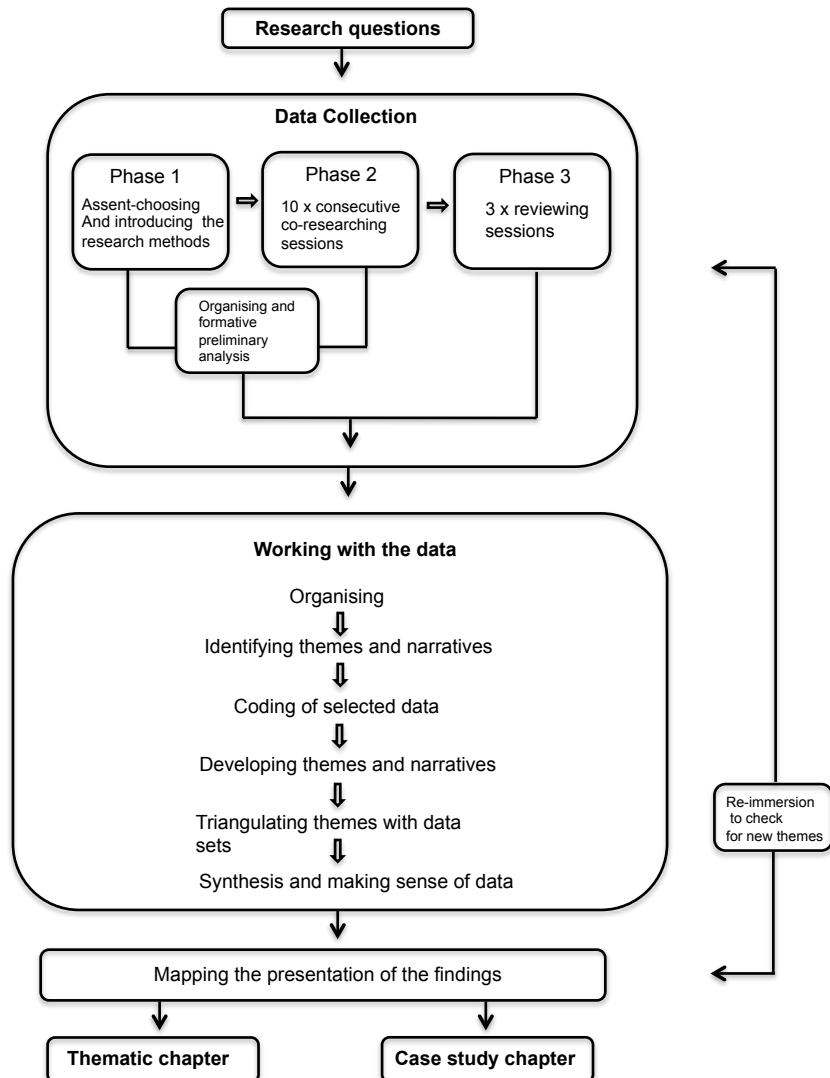 Research questions
Data Collection
Phase 1
Assent-choosing
And introducing the
research methods
Phase 2
10 x consecutive
co-researching
sessions
Phase 3
3 x reviewing
sessions
Organising and
formative
preliminary
analysis
Working with the data
Organising
Identifying themes and narratives
Coding of selected data
Developing themes and narratives
Triangulating themes with data
sets
Synthesis and making sense of data
Re-immersion
to check
for new themes
Mapping the presentation of the findings
Thematic chapter
Case study chapter